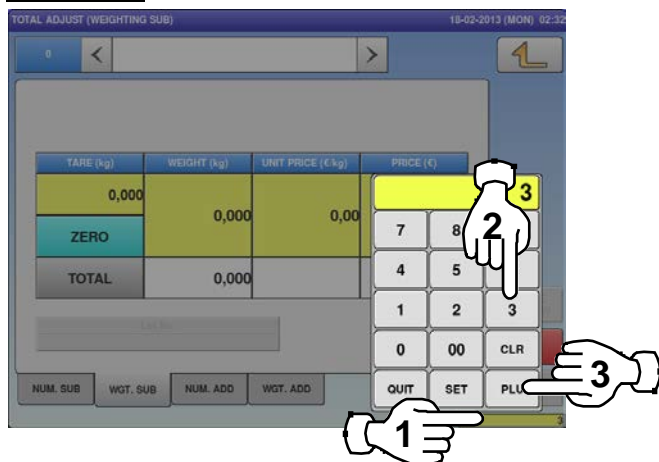 TOTAL ADJUST (WEIGHTING SUB) 18-02-2013 (MON) 02:32
0 < >
1
TARE (kg) WEIGHT (kg) UNIT PRICE (€/kg) PRICE (€)
0,000 0,000 0,00
ZERO
TOTAL 0,000
3
7 8
4 5
1 2 3
0 00 CLR
QUIT SET PLU
NUM. SUB WGT. SUB NUM. ADD WGT. ADD
3
2
3
1